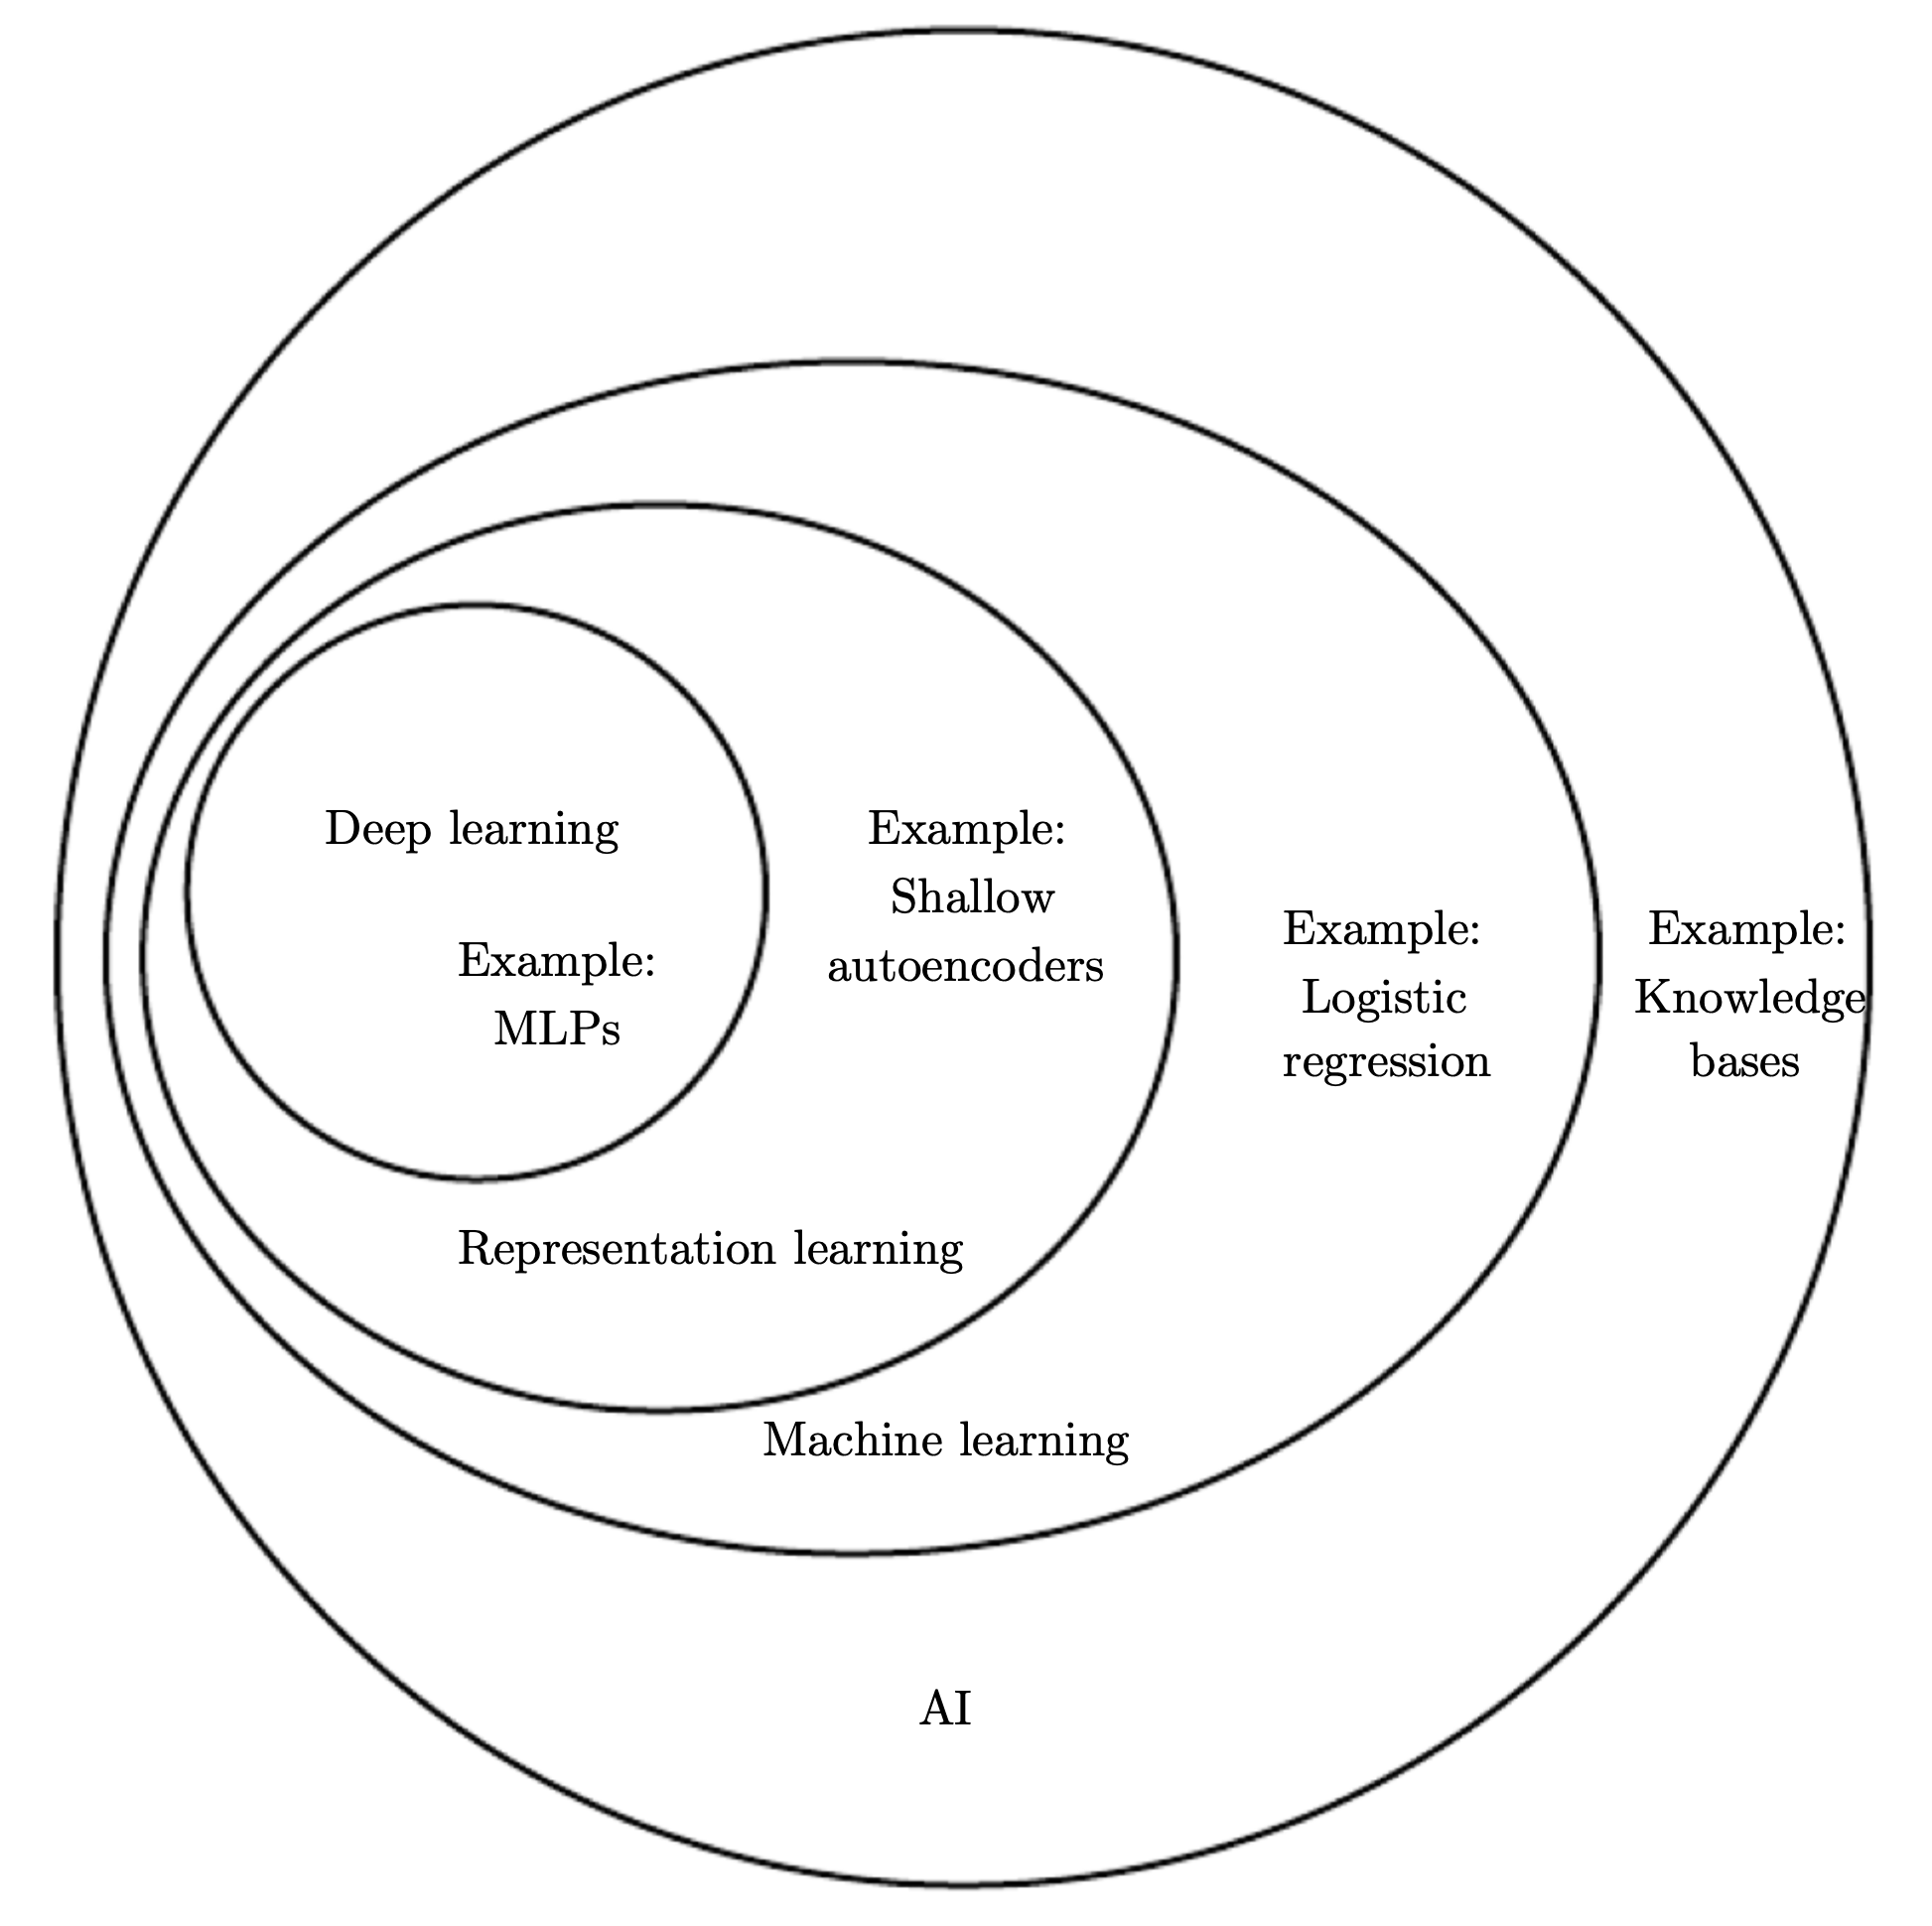 Deep learning
Example:
MLPs
Example:
Shallow
autoencoders
Example:
Logistic
regression
Example:
Knowledge
bases
Representation learning
Machine learning
AI